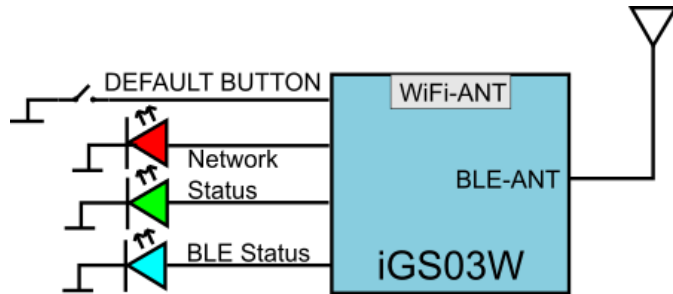 DEFAULT BUTTON
WiFi-ANT
Network
Status
BLE-ANT
BLE Status
iGS03W